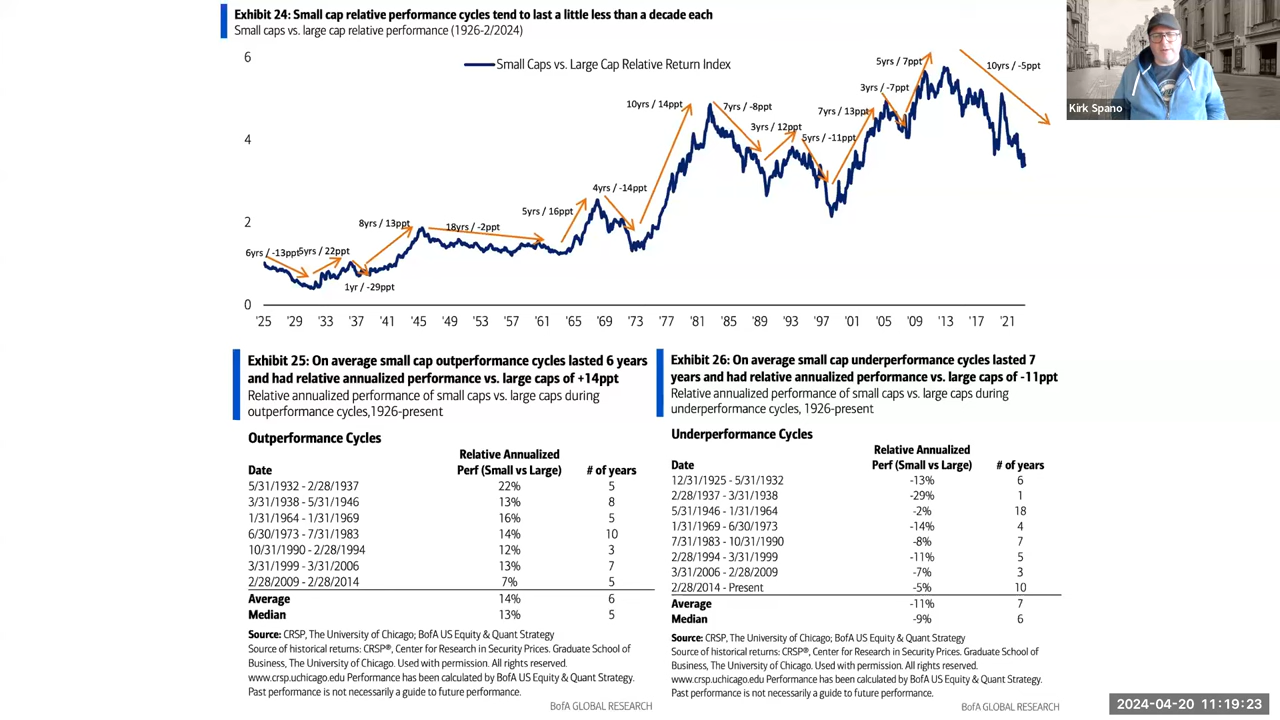 Exhibit 24: Small cap relative performance cycles tend to last a little less than a decade each
Small caps vs. large cap relative performance (1926-2/2024)
6
Small Caps vs. Large Cap Relative Return Index
5yrs / 7ppt
10yrs / -5ppt
3yrs / -7ppt
10yrs / 14ppt
7yrs / -8ppt
7yrs / 13ppt
Kirk Spano
3yrs / 12ppt
5yrs / -11ppt
4
4yrs / -14ppt
5yrs / 16ppt
2
8yrs / 13ppt
18yrs / -2ppt
6yrs / -13ppt
5yrs / 22ppt
1yr / -29ppt
0
'25 '29 '33 '37 '41 '45 '49 '53 '57 '61 '65 '69 '73 '77 '81 '85 '89 '93 '97 '01 '05 '09 '13 '17 '21
Exhibit 25: On average small cap outperformance cycles lasted 6 years
and had relative annualized performance vs. large caps of +14ppt
Relative annualized performance of small caps vs. large caps during
outperformance cycles,1926-present
Outperformance Cycles
Relative Annualized
Date Perf (Small vs Large) # of years
5/31/1932 - 2/28/1937 22% 5
3/31/1938 - 5/31/1946 13% 8
1/31/1964 - 1/31/1969 16% 5
6/30/1973 - 7/31/1983 14% 10
10/31/1990 - 2/28/1994 12% 3
3/31/1999 - 3/31/2006 13% 7
2/28/2009 - 2/28/2014 7% 5
Average 14% 6
Median 13% 5
Source: CRSP, The University of Chicago; BofA US Equity & Quant Strategy
Source of historical returns: CRSP®, Center for Research in Security Prices. Graduate School of
Business, The University of Chicago. Used with permission. All rights reserved.
www.crsp.uchicago.edu Performance has been calculated by BofA US Equity & Quant Strategy.
Past performance is not necessarily a guide to future performance.
BofA GLOBAL RESEARCH
Exhibit 26: On average small cap underperformance cycles lasted 7
years and had relative annualized performance vs. large caps of -11ppt
Relative annualized performance of small caps vs. large caps during
underperformance cycles, 1926-present
Underperformance Cycles
Relative Annualized
Date Perf (Small vs Large) # of years
12/31/1925 - 5/31/1932 -13% 6
2/28/1937 - 3/31/1938 -29% 1
5/31/1946 - 1/31/1964 -2% 18
1/31/1969 - 6/30/1973 -14% 4
7/31/1983 - 10/31/1990 -8% 7
2/28/1994 - 3/31/1999 -11% 5
3/31/2006 - 2/28/2009 -7% 3
2/28/2014 - Present -5% 10
Average -11% 7
Median -9% 6
Source: CRSP, The University of Chicago; BofA US Equity & Quant Strategy
Source of historical returns: CRSP®, Center for Research in Security Prices. Graduate School of
Business, The University of Chicago. Used with permission. All rights reserved.
www.crsp.uchicago.edu Performance has been calculated by BofA US Equity & Quant Strategy.
Past performance is not necessarily a guide to future performance.
BofA GLOBAL RESEARCH
2024-04-20 11:19:23